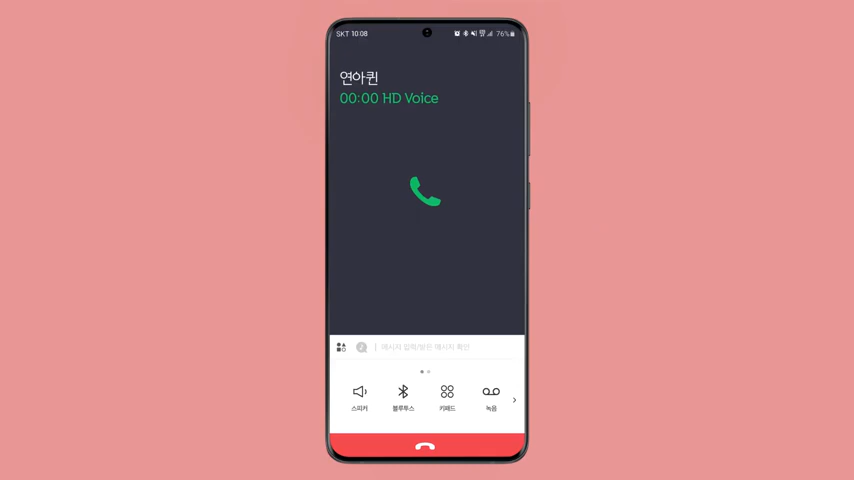 SKT 10:08
76%
연아퀸
00:00 HD Voice
메시지 입력/받은 메시지 확인
스피커
블루투스
키패드
녹음